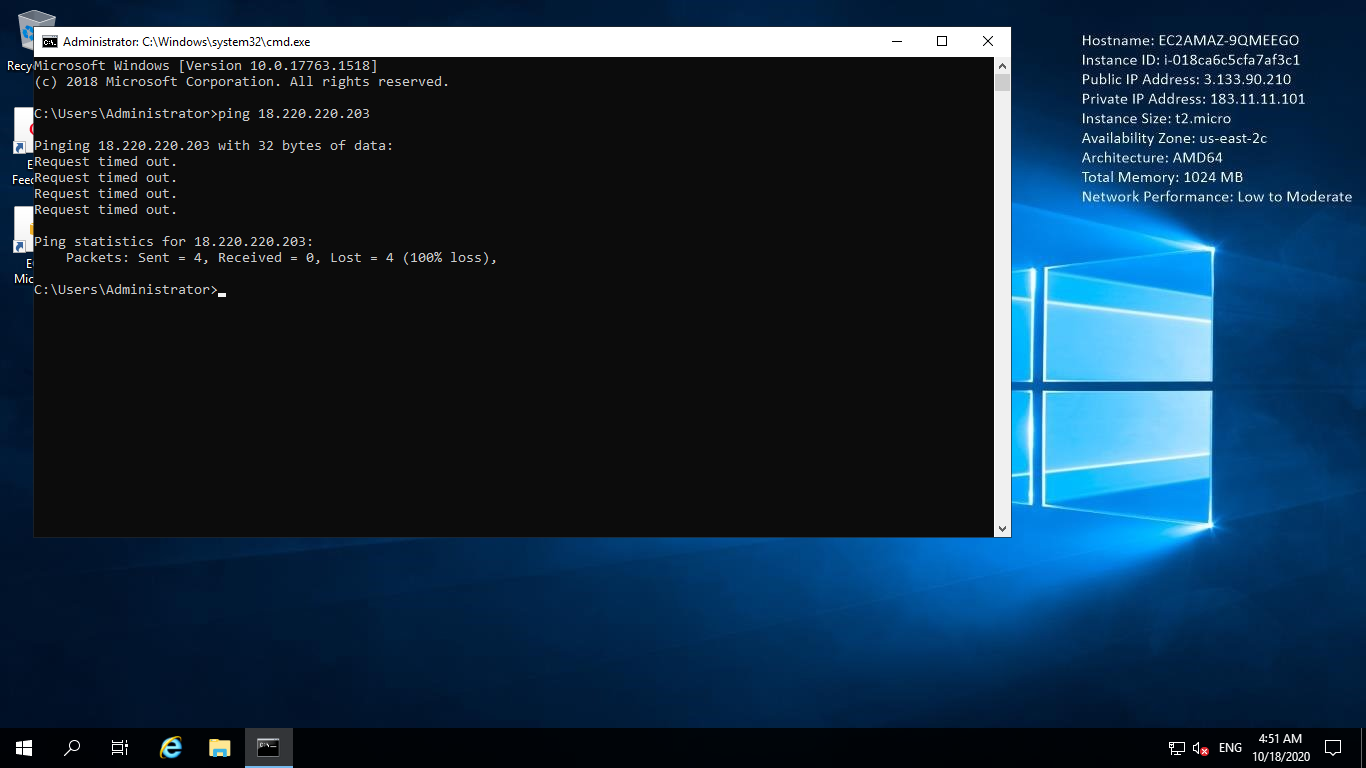 Administrator: C:\Windows\system32\cmd.exe
Microsoft Windows [Version 10.0.17763.1518]
(c) 2018 Microsoft Corporation. All rights reserved.
C:\Users\Administrator>ping 18.220.220.203
Pinging 18.220.220.203 with 32 bytes of data:
Request timed out.
Request timed out.
Request timed out.
Request timed out.
Ping statistics for 18.220.220.203:
    Packets: Sent = 4, Received = 0, Lost = 4 (100% loss),
C:\Users\Administrator>
Hostname: EC2AMAZ-9QMEEGO
Instance ID: i-018ca6c5cfa7af3c1
Public IP Address: 3.133.90.210
Private IP Address: 183.11.11.101
Instance Size: t2.micro
Availability Zone: us-east-2c
Architecture: AMD64
Total Memory: 1024 MB
Network Performance: Low to Moderate
Recy
E
Feed
E
Mic
ENG
4:51 AM
10/18/2020